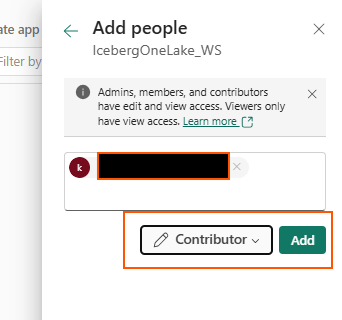 ate app
Filter by
Add people
IcebergOneLake_WS
Admins, members, and contributors
have edit and view access. Viewers only
have view access. Learn more
k
Contributor
Add